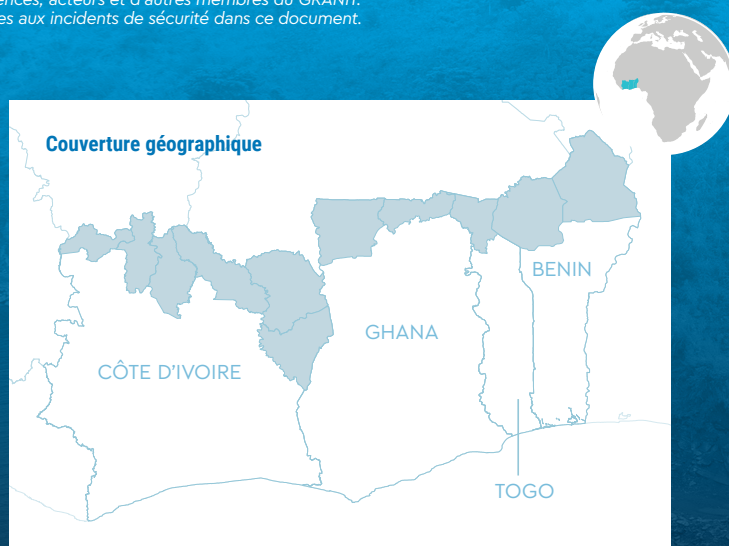 acteurs et d'autres membres du GRANIT.
es aux incidents de sécurité dans ce document.
Couverture géographique
BENIN
GHANA
CÔTE D'IVOIRE
TOGO